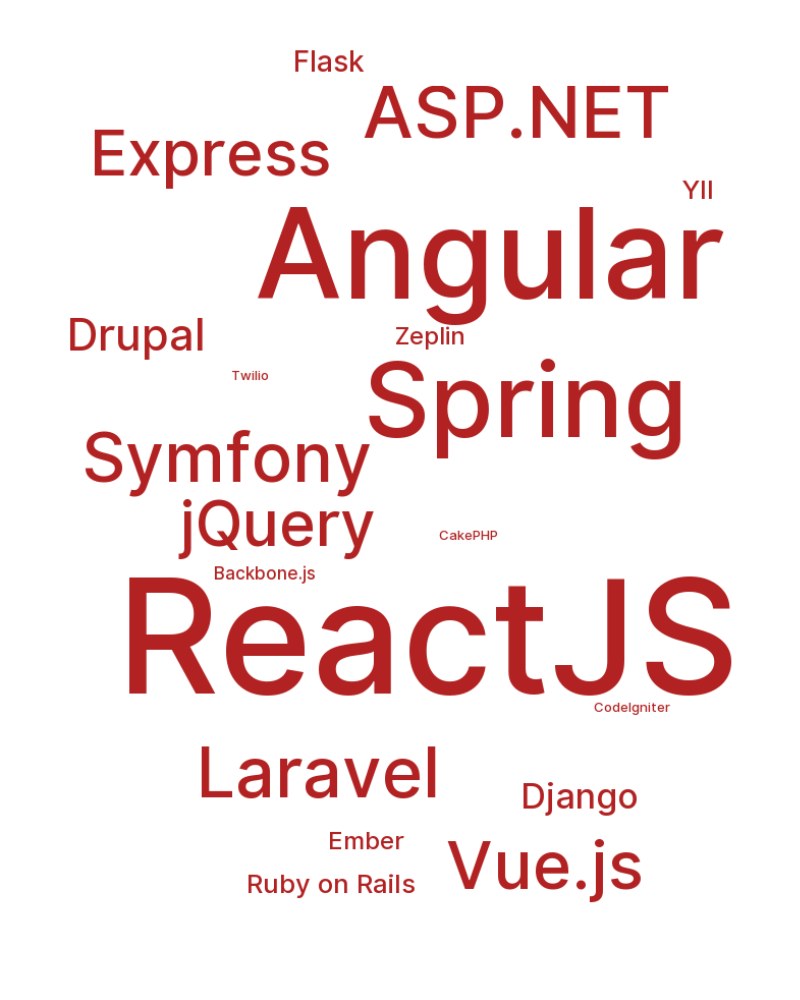 Flask
ASP.NET
Express
YII
Angular
Drupal
Zeplin
Twilio
Spring
Symfony
jQuery
CakePHP
Backbone.js
ReactJS
CodeIgniter
Laravel
Django
Ember
Vue.js
Ruby on Rails